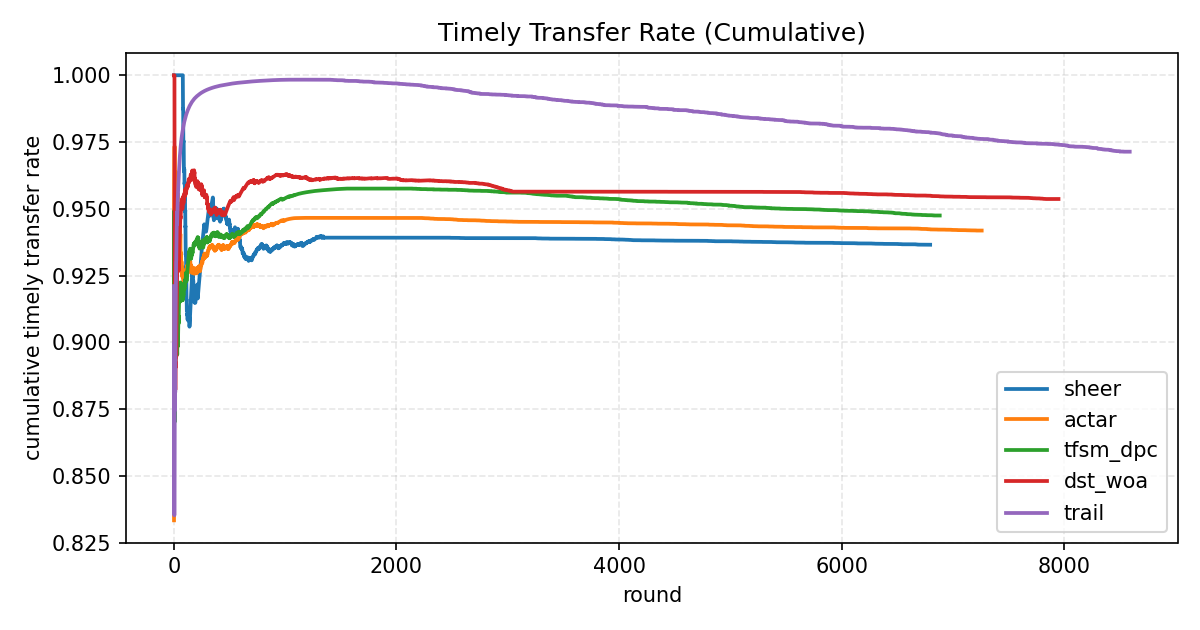 Timely Transfer Rate (Cumulative)
cumulative timely transfer rate
1.000
0.975
0.950
0.925
0.900
0.875
0.850
0.825
0 2000 4000 6000 8000
round
sheer
actar
tfsm_dpc
dst_woa
trail